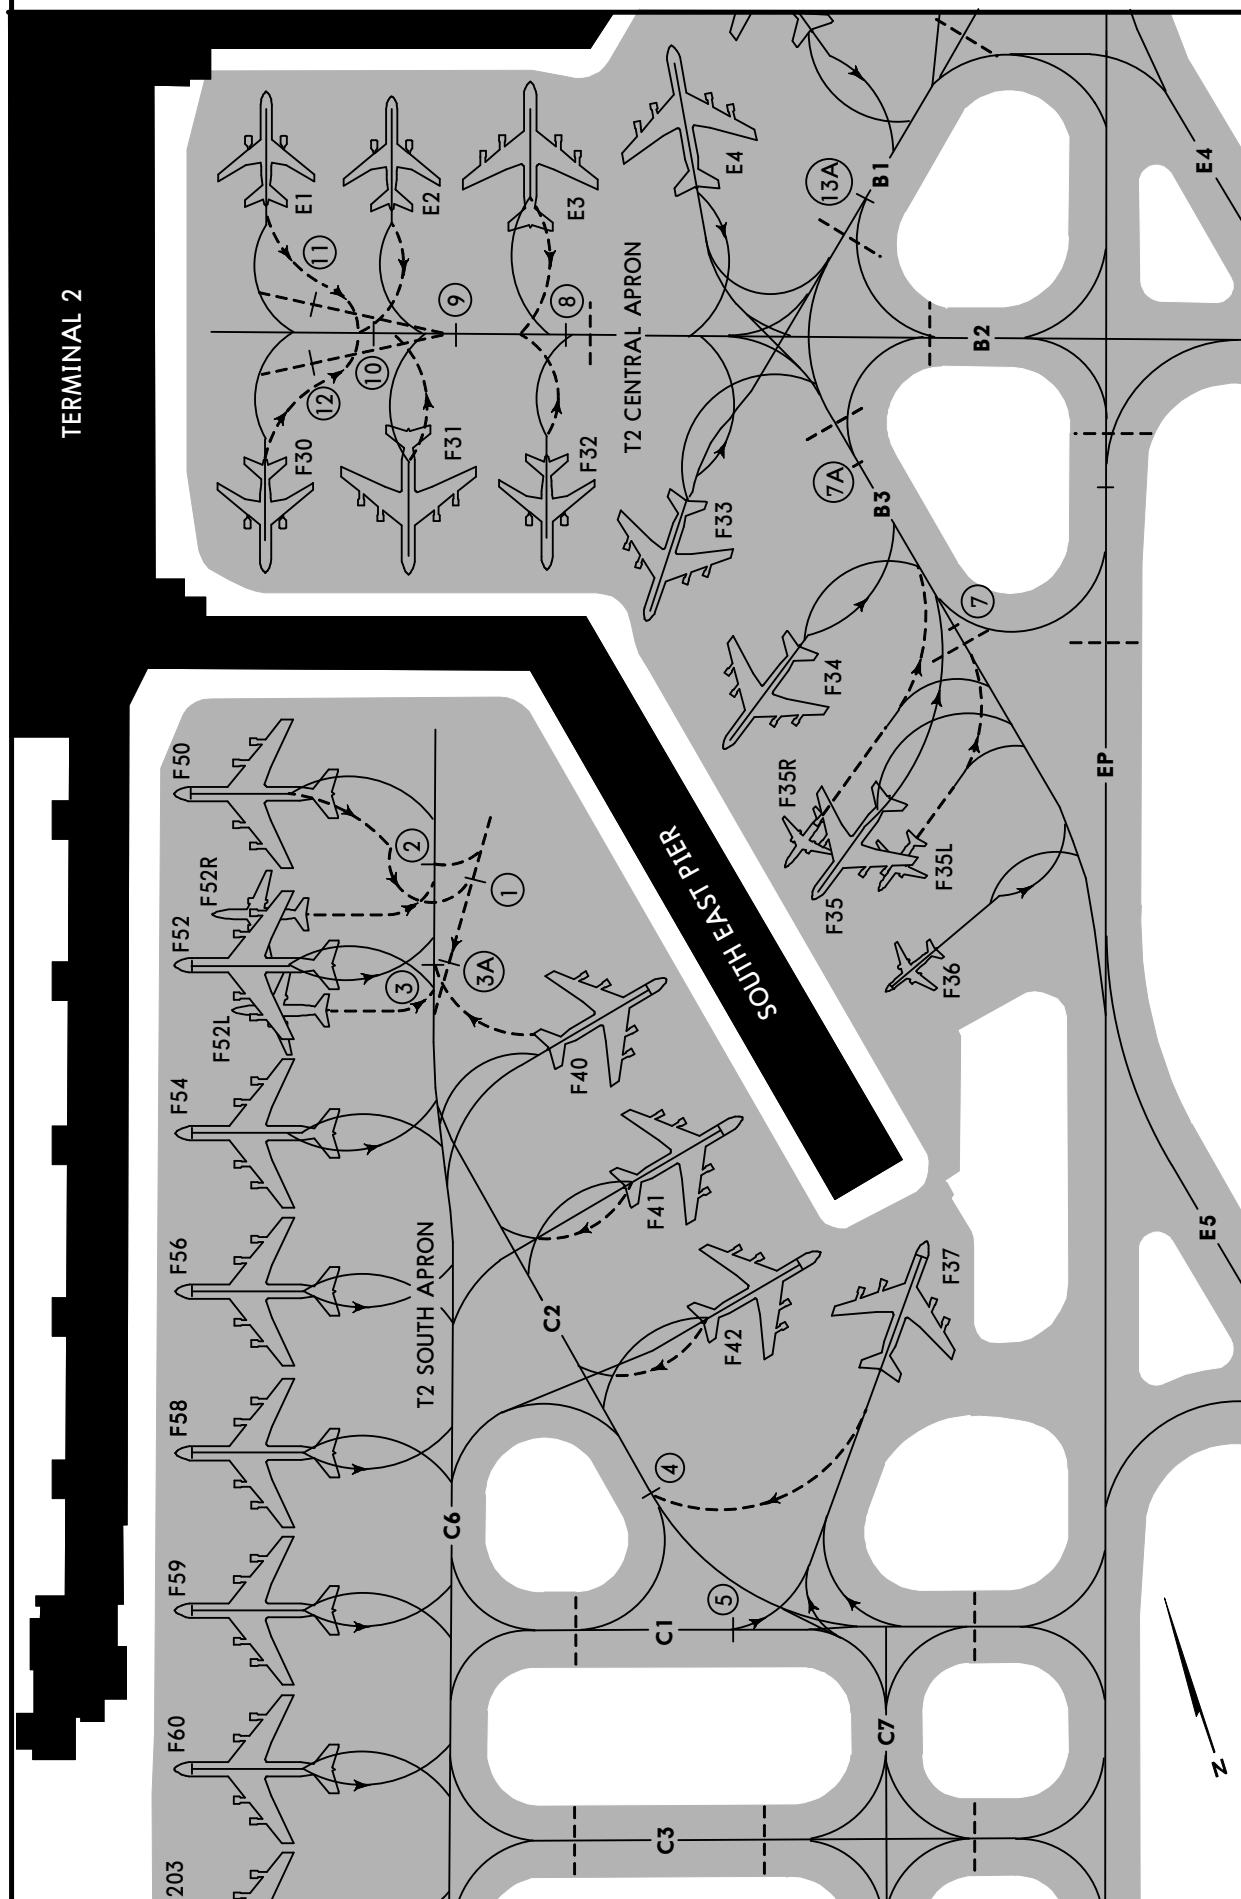 TERMINAL 2
E1
E2
E3
E4
11
12
10
9
8
F30
F31
F32
T2 CENTRAL APRON
13A
B1
E4
B2
7A
B3
F33
F34
7
F35R
F35
F35L
F36
EP
SOUTH EAST PIER
F50
F52R
F52
F52L
2
1
3
3A
F54
F40
F56
F41
T2 SOUTH APRON
C2
F42
F37
E5
F58
4
C6
F59
5
C1
F60
C7
C3
203
N